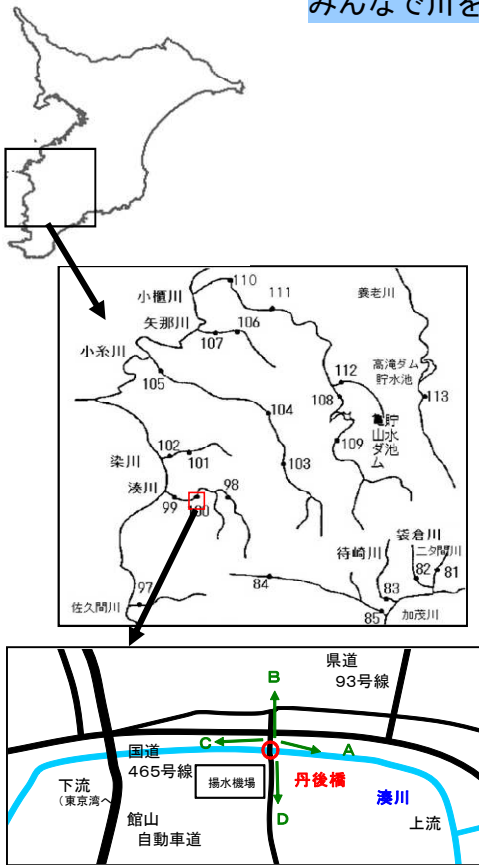 みんなで川を
110
小櫃川
111
養老川
矢那川
106
107
小糸川
高滝ダム
貯水池
112
105
108
113
104
亀山ダム
貯水池
109
102
染川
101
103
湊川
98
99
袋倉川
待崎川
二タ間川
84
82
81
97
83
佐久間川
85
加茂川
県道
93号線
B
C
A
国道
465号線
丹後橋
揚水機場
湊川
下流
(東京湾へ
D
館山
自動車道
上流